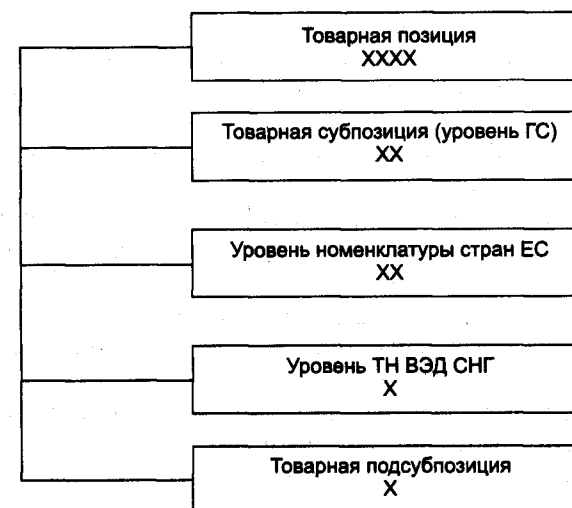 Товарная позиция
XXXX
Товарная субпозиция (уровень ГС)
XX
Уровень номенклатуры стран ЕС
XX
Уровень ТН ВЭД СНГ
X
Товарная подсубпозиция
X